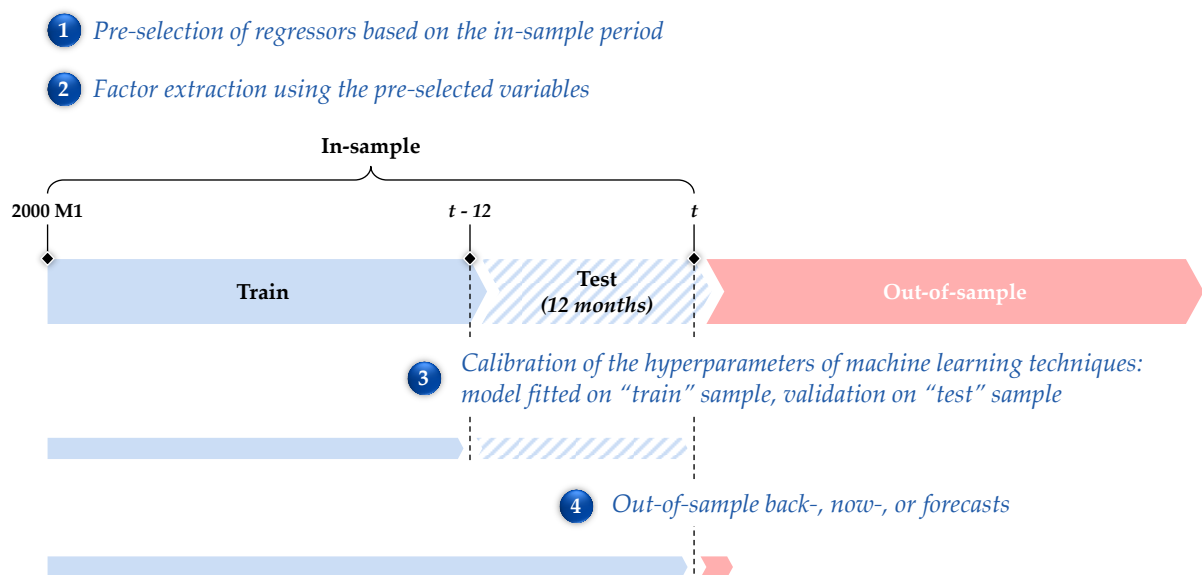 1 Pre-selection of regressors based on the in-sample period
2 Factor extraction using the pre-selected variables
In-sample
2000 M1 t - 12 t
Train
Test
(12 months)
Out-of-sample
3 Calibration of the hyperparameters of machine learning techniques:
model fitted on “train” sample, validation on “test” sample
4 Out-of-sample back-, now-, or forecasts